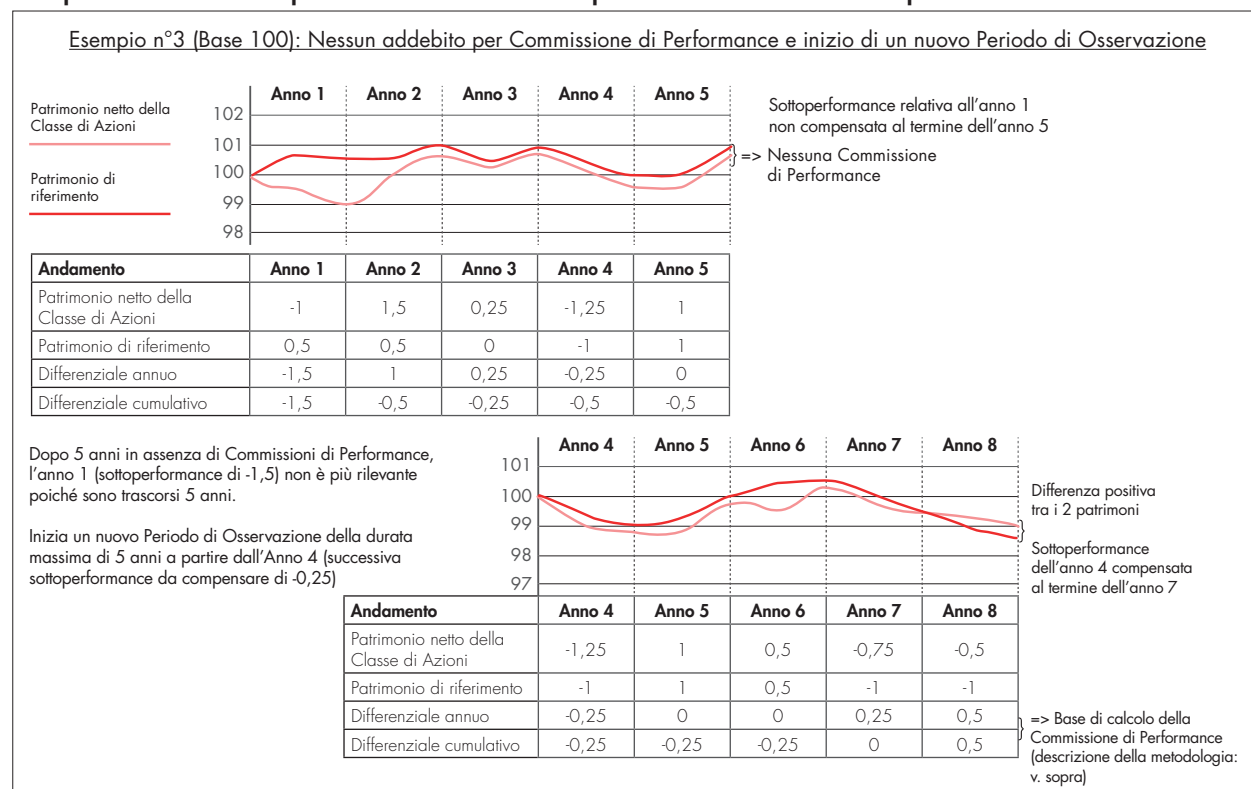 Esempio n°3 (Base 100): Nessun addebito per Commissione di Performance e inizio di un nuovo Periodo di Osservazione
Patrimonio netto della
Classe di Azioni
Patrimonio di
riferimento
Anno 1 Anno 2 Anno 3 Anno 4 Anno 5
102
101
100
99
98
Sottoperformance relativa all'anno 1
non compensata al termine dell'anno 5
} => Nessuna Commissione
di Performance
Andamento Anno 1 Anno 2 Anno 3 Anno 4 Anno 5
Patrimonio netto della
Classe di Azioni -1 1,5 0,25 -1,25 1
Patrimonio di riferimento 0,5 0,5 0 -1 1
Differenziale annuo -1,5 1 0,25 -0,25 0
Differenziale cumulativo -1,5 -0,5 -0,25 -0,5 -0,5
Dopo 5 anni in assenza di Commissioni di Performance,
l'anno 1 (sottoperformance di -1,5) non è più rilevante
poiché sono trascorsi 5 anni.
Inizia un nuovo Periodo di Osservazione della durata
massima di 5 anni a partire dall'Anno 4 (successiva
sottoperformance da compensare di -0,25)
Anno 4 Anno 5 Anno 6 Anno 7 Anno 8
101
100
99
98
97
Differenza positiva
tra i 2 patrimoni
}
Sottoperformance
dell'anno 4 compensata
al termine dell'anno 7
Andamento Anno 4 Anno 5 Anno 6 Anno 7 Anno 8
Patrimonio netto della
Classe di Azioni -1,25 1 0,5 -0,75 -0,5
Patrimonio di riferimento -1 1 0,5 -1 -1
Differenziale annuo -0,25 0 0 0,25 0,5
Differenziale cumulativo -0,25 -0,25 -0,25 0 0,5
} => Base di calcolo della
Commissione di Performance
(descrizione della metodologia:
v. sopra)